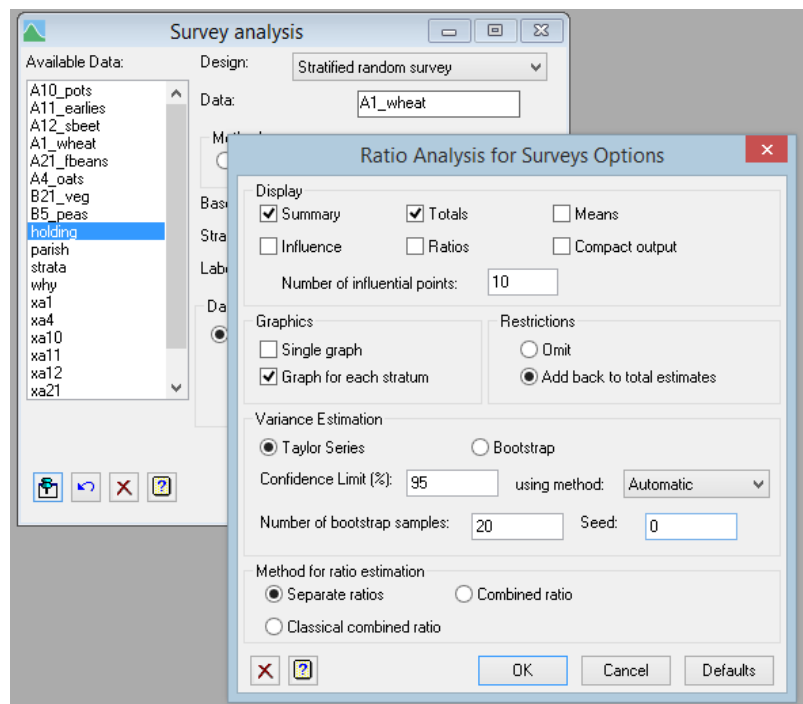 Survey analysis
Available Data:
A10_pots
A11_earlies
A12_sbeet
A1_wheat
A21_fbeans
A4_oats
B21_veg
B5_peas
holding
parish
strata
why
xa1
xa4
xa10
xa11
xa12
xa21
Design: Stratified random survey
Data: A1_wheat
Ratio Analysis for Surveys Options
Display
Summary Totals Means
Influence Ratios Compact output
Number of influential points: 10
Graphics
Single graph
Graph for each stratum
Restrictions
Omit
Add back to total estimates
Variance Estimation
Taylor Series Bootstrap
Confidence Limit (%): 95 using method: Automatic
Number of bootstrap samples: 20 Seed: 0
Method for ratio estimation
Separate ratios Combined ratio
Classical combined ratio
OK Cancel Defaults